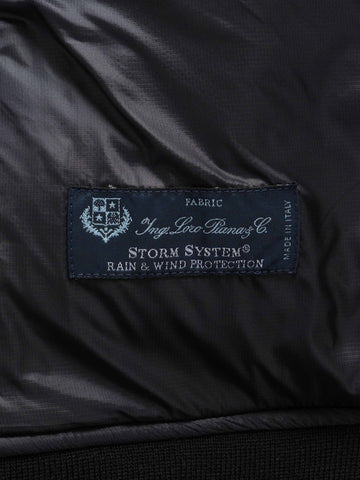 FABRIC
Ing. Loro Piana & C.
STORM SYSTEM®
RAIN & WIND PROTECTION
MADE IN ITALY